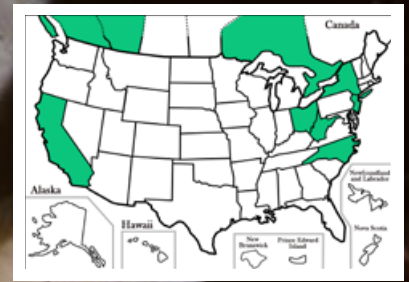 Canada
Newfoundland
and Labrador
Alaska
Hawaii
New
Brunswick
Prince Edward
Island
Nova Scotia